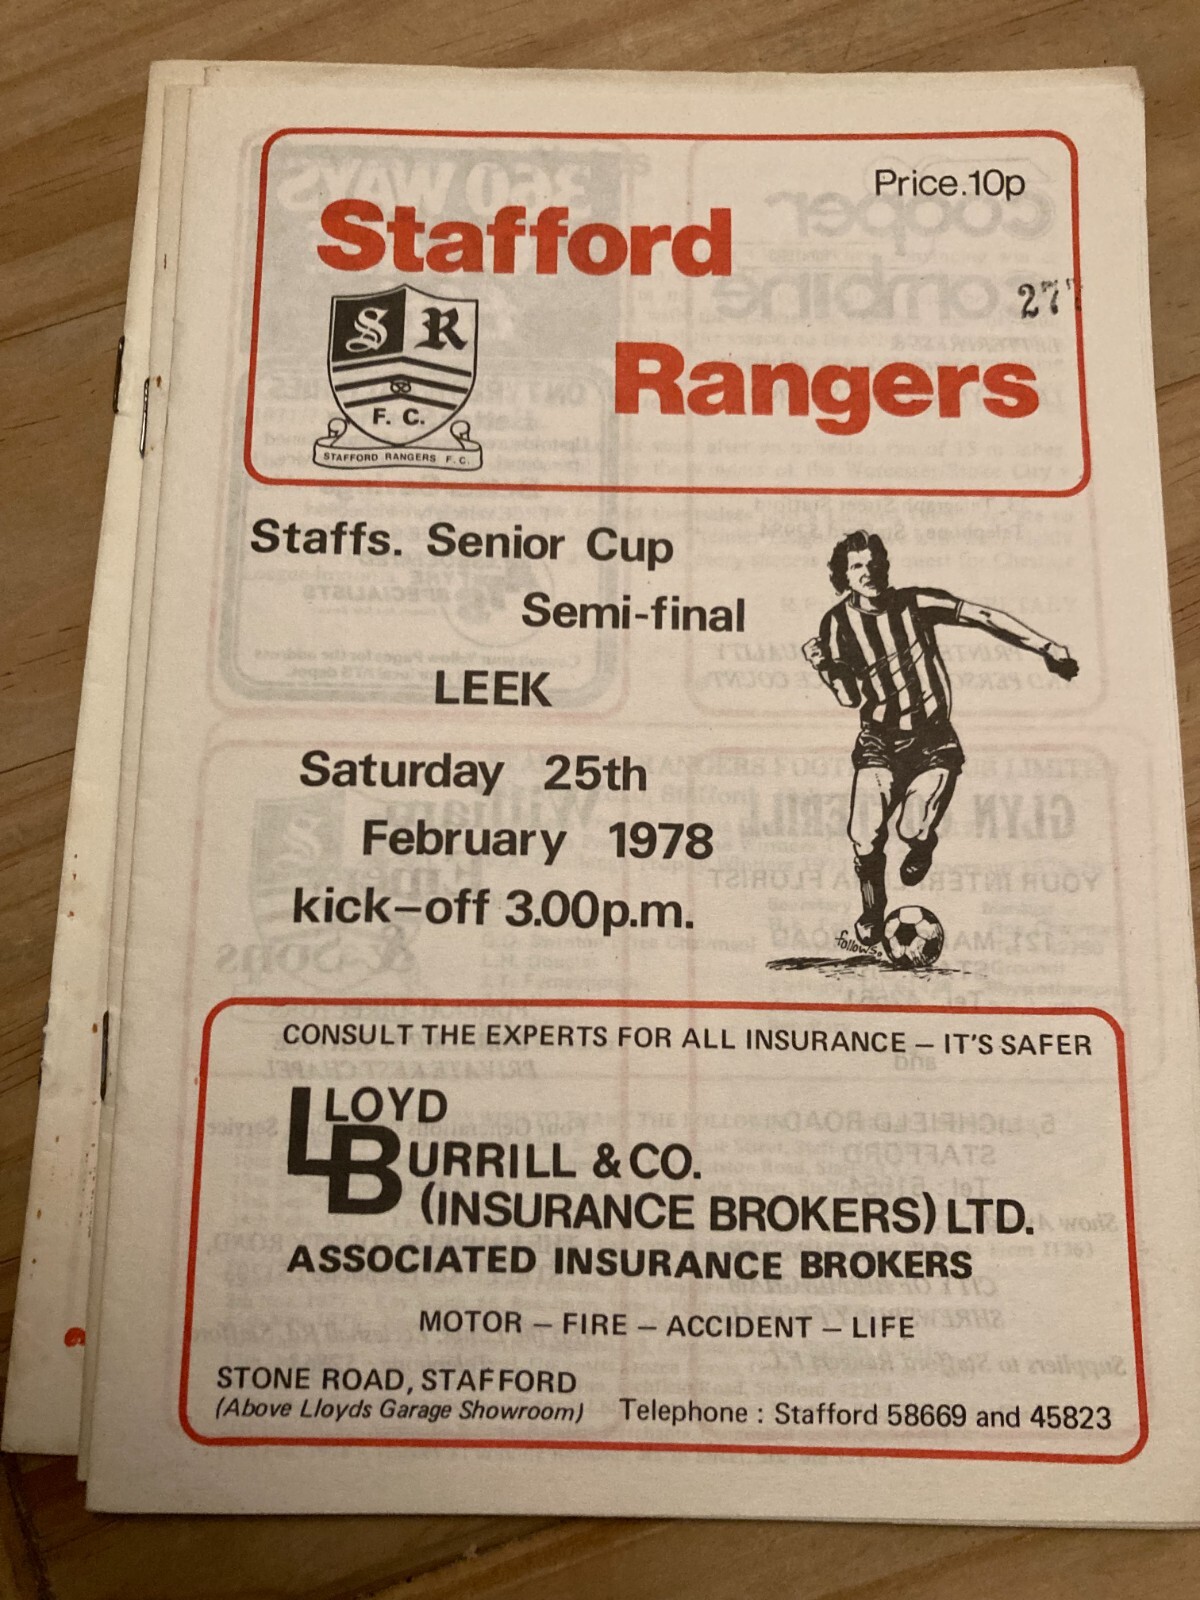 Price.10p
Stafford
27
Rangers
S R
F. C.
STAFFORD RANGERS F.C.
Staffs. Senior Cup
Semi-final
LEEK
Saturday 25th
February 1978
kick-off 3.00p.m.
follows.
CONSULT THE EXPERTS FOR ALL INSURANCE – IT'S SAFER
LLOYD
BURRILL & CO.
(INSURANCE BROKERS) LTD.
ASSOCIATED INSURANCE BROKERS
MOTOR – FIRE – ACCIDENT – LIFE
STONE ROAD, STAFFORD
(Above Lloyds Garage Showroom) Telephone : Stafford 58669 and 45823